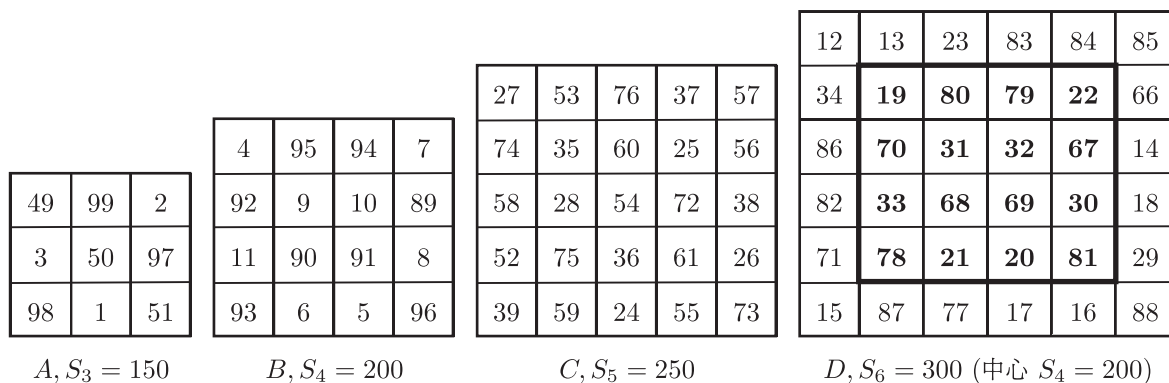 49 99 2
3 50 97
98 1 51
A, S₃ = 150
4 95 94 7
92 9 10 89
11 90 91 8
93 6 5 96
B, S₄ = 200
27 53 76 37 57
74 35 60 25 56
58 28 54 72 38
52 75 36 61 26
39 59 24 55 73
C, S₅ = 250
12 13 23 83 84 85
34 19 80 79 22 66
86 70 31 32 67 14
82 33 68 69 30 18
71 78 21 20 81 29
15 87 77 17 16 88
D, S₆ = 300 (中心 S₄ = 200)